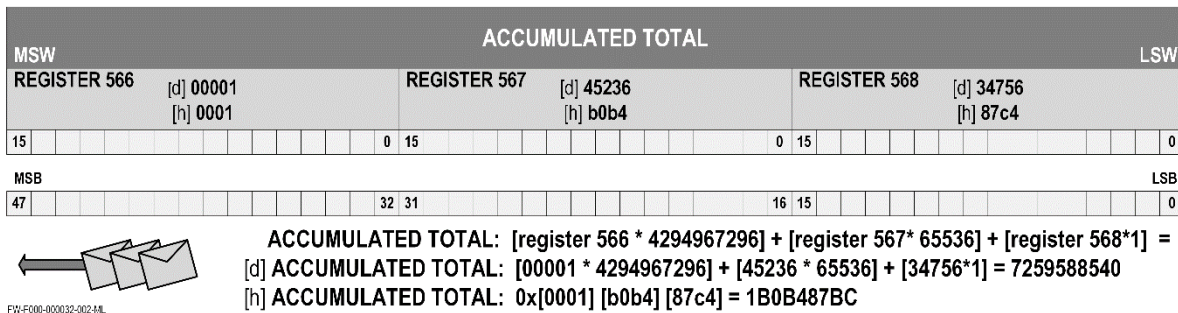 ACCUMULATED TOTAL
MSW LSW
REGISTER 566 [d] 00001 REGISTER 567 [d] 45236 REGISTER 568 [d] 34756
[h] 0001 [h] b0b4 [h] 87c4
15 0 15 0 15 0
MSB LSB
47 32 31 16 15 0
ACCUMULATED TOTAL: [register 566 * 4294967296] + [register 567* 65536] + [register 568*1] =
[d] ACCUMULATED TOTAL: [00001 * 4294967296] + [45236 * 65536] + [34756*1] = 7259588540
[h] ACCUMULATED TOTAL: 0x[0001] [b0b4] [87c4] = 1B0B487BC
FW-F000-000032-002-ML